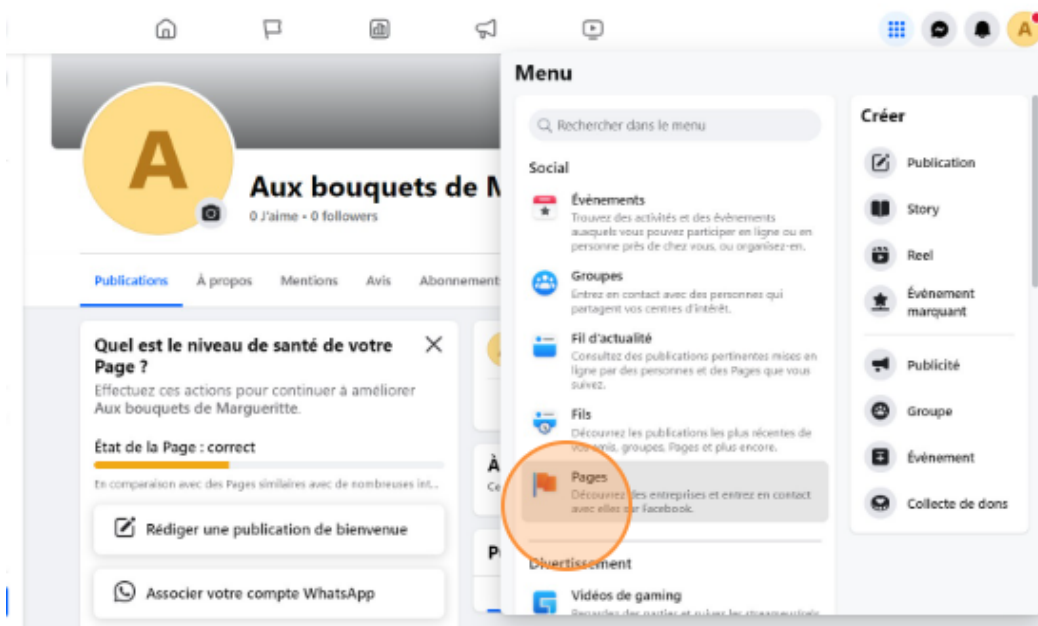 A
Menu
A
Aux bouquets de M
0 J'aime • 0 followers
Publications À propos Mentions Avis Abonnement
Quel est le niveau de santé de votre
Page ?
Effectuez ces actions pour continuer à améliorer
Aux bouquets de Margueritte.
État de la Page : correct
En comparaison avec des Pages similaires avec de nombreuses int...
Rédiger une publication de bienvenue
Associer votre compte WhatsApp
À
Ce
P
Rechercher dans le menu
Social
Évènements
Trouvez des activités et des évènements
auxquels vous pouvez participer en ligne ou en
personne près de chez vous, ou organisez-en.
Groupes
Entrez en contact avec des personnes qui
partagent vos centres d'intérêt.
Fil d'actualité
Consultez des publications pertinentes mises en
ligne par des personnes et des Pages que vous
suivez.
Fils
Découvrez les publications les plus récentes de
vos amis, groupes, Pages et plus encore.
Pages
Découvrez des entreprises et entrez en contact
avec elles sur Facebook.
Divertissement
Vidéos de gaming
Regardez des parties et suivez les
Créer
Publication
Story
Reel
Évènement
marquant
Publicité
Groupe
Évènement
Collecte de dons